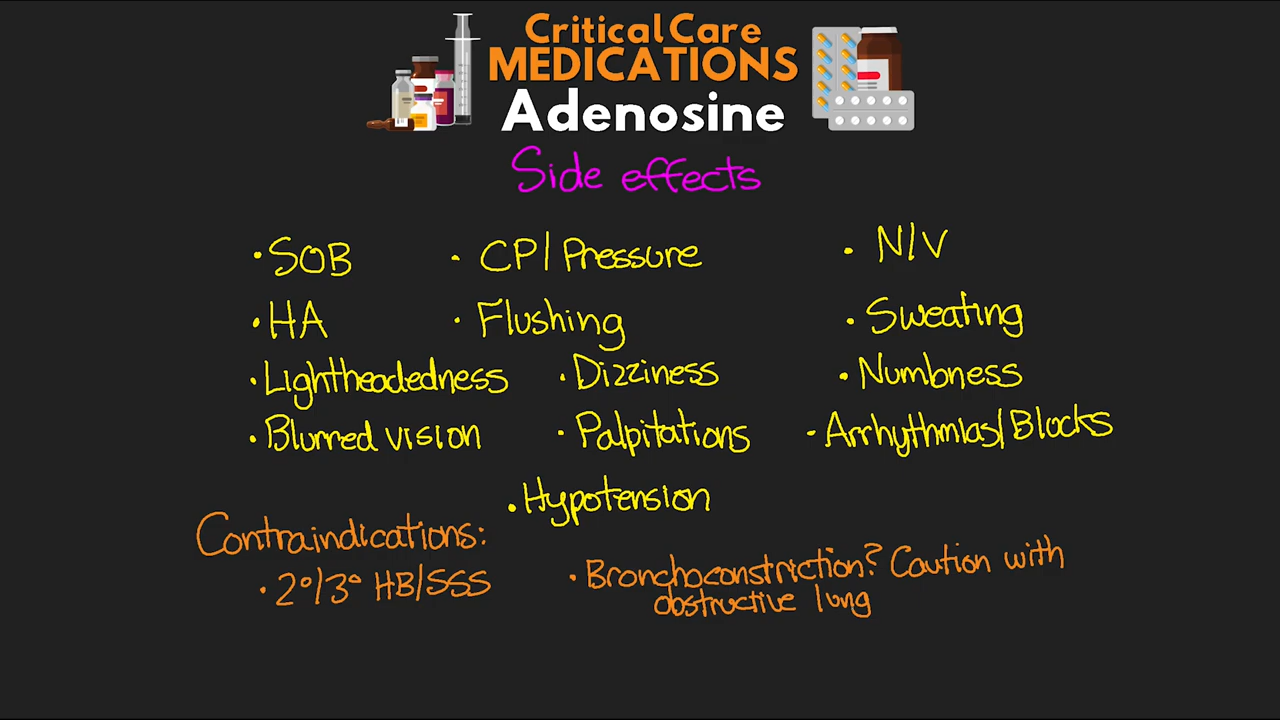 Critical Care
MEDICATIONS
Adenosine
Side effects
• SOB
• CP/Pressure
• N/V
• HA
• Flushing
• Sweating
• Lightheadedness
• Dizziness
• Numbness
• Blurred vision
• Palpitations
• Arrhythmias/Blocks
• Hypotension
Contraindications:
• 2°/3° HB/SSS
• Bronchoconstriction? Caution with
obstructive lung